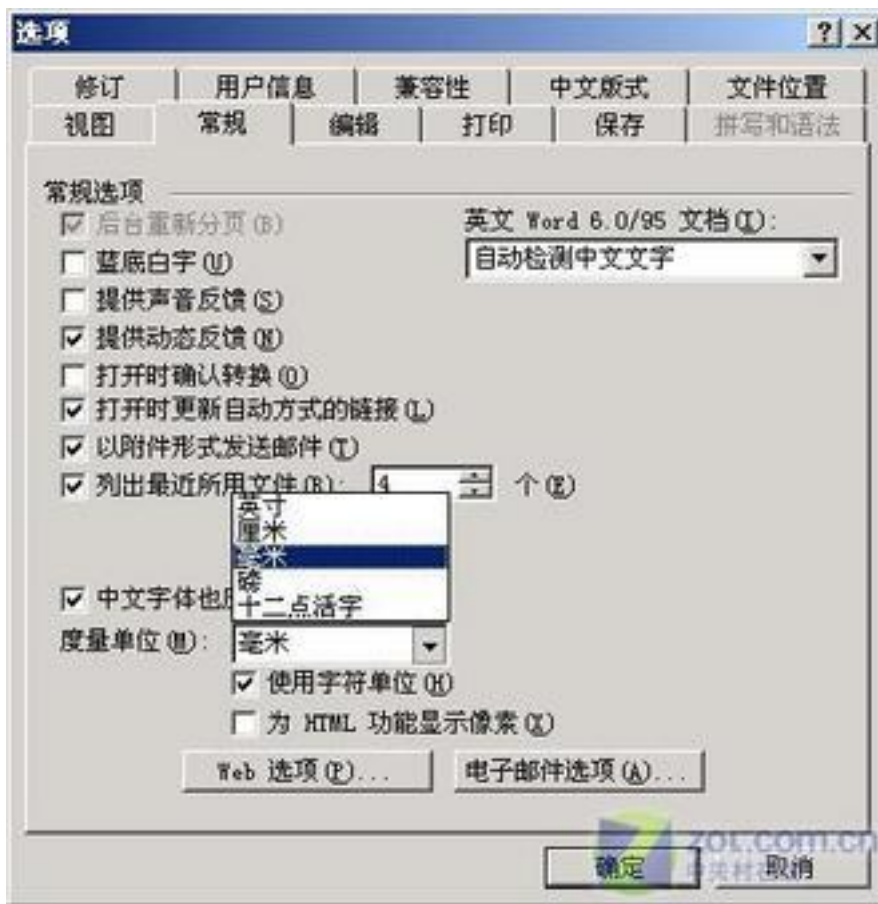 选项
修订 用户信息 兼容性 中文版式 文件位置
视图 常规 编辑 打印 保存 拼写和语法
常规选项
后台重新分页(B)
英文 Word 6.0/95 文档(I):
蓝底白字(U)
自动检测中文文字
提供声音反馈(S)
提供动态反馈(N)
打开时确认转换(O)
打开时更新自动方式的链接(L)
以附件形式发送邮件(T)
列出最近所用文件(R): 4 个(E)
英寸
厘米
毫米
磅
十二点活字
中文字体也
度量单位(M): 毫米
使用字符单位(H)
为 HTML 功能显示像素(X)
Web 选项(P)... 电子邮件选项(A)...
ZOL.COM.CN
确定 取消
中关村在